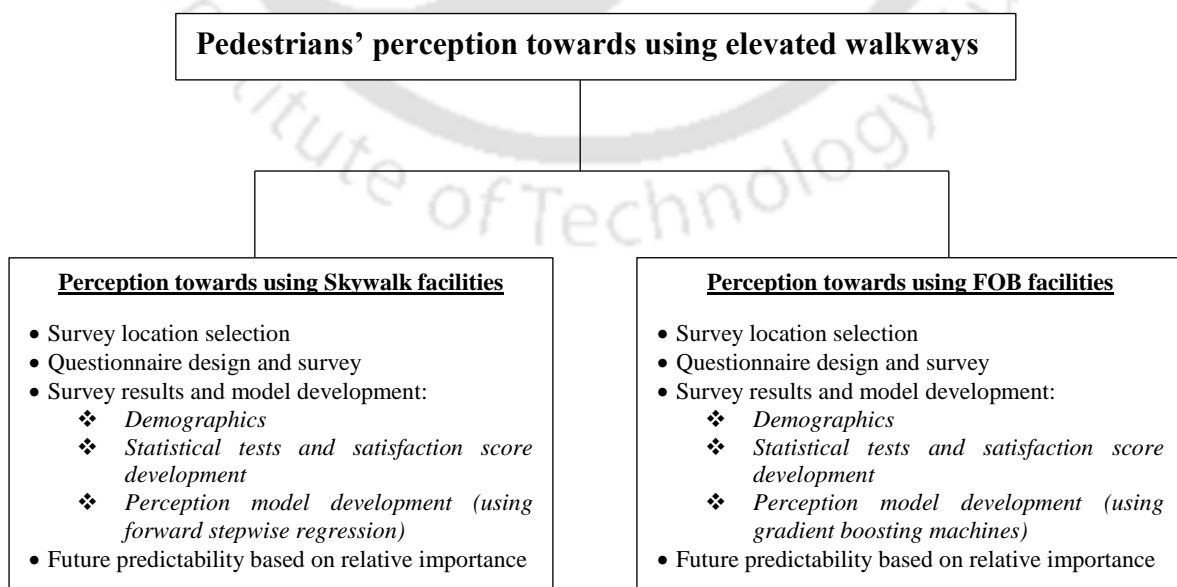 Pedestrians’ perception towards using elevated walkways
itute of Technology
Perception towards using Skywalk facilities
• Survey location selection
• Questionnaire design and survey
• Survey results and model development:
❖ Demographics
❖ Statistical tests and satisfaction score
development
❖ Perception model development (using
forward stepwise regression)
• Future predictability based on relative importance
Perception towards using FOB facilities
• Survey location selection
• Questionnaire design and survey
• Survey results and model development:
❖ Demographics
❖ Statistical tests and satisfaction score
development
❖ Perception model development (using
gradient boosting machines)
• Future predictability based on relative importance